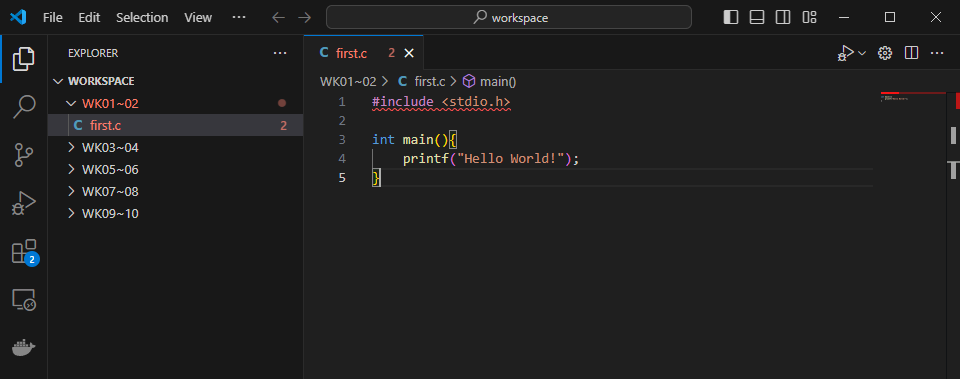 File Edit Selection View ··· workspace
EXPLORER ···
WORKSPACE
WK01~02
first.c 2
WK03~04
WK05~06
WK07~08
WK09~10
2
first.c 2
WK01~02 > first.c > main()
1 #include <stdio.h>
2
3 int main(){
4 printf("Hello World!");
5 }